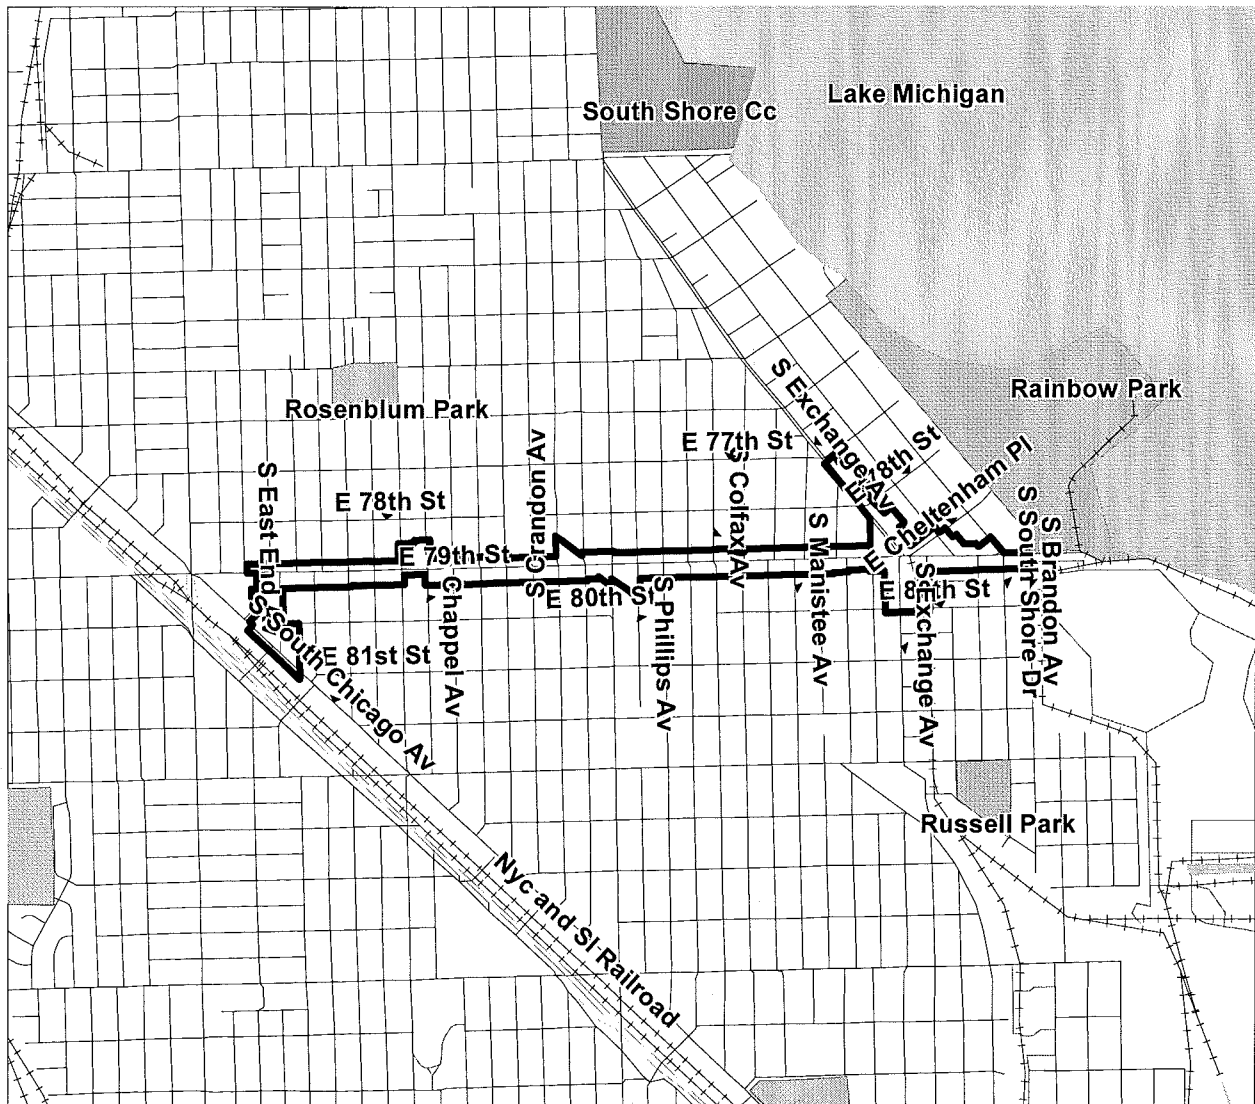 Lake Michigan
South Shore Cc
Rainbow Park
S Exchange Av
Rosenblum Park
E 77th St
E 78th St
S Crandon Av
S Colfax Av
E Cheltenham Pl
S East End
E 78th St
S Manistee Av
S South Shore Dr
S Brandon Av
E 79th St
E 80th St
E
S Exchange Av
Chappel Av
S Phillips Av
S South Chicago Av
E 81st St
Russell Park
Nyc and Sl Railroad